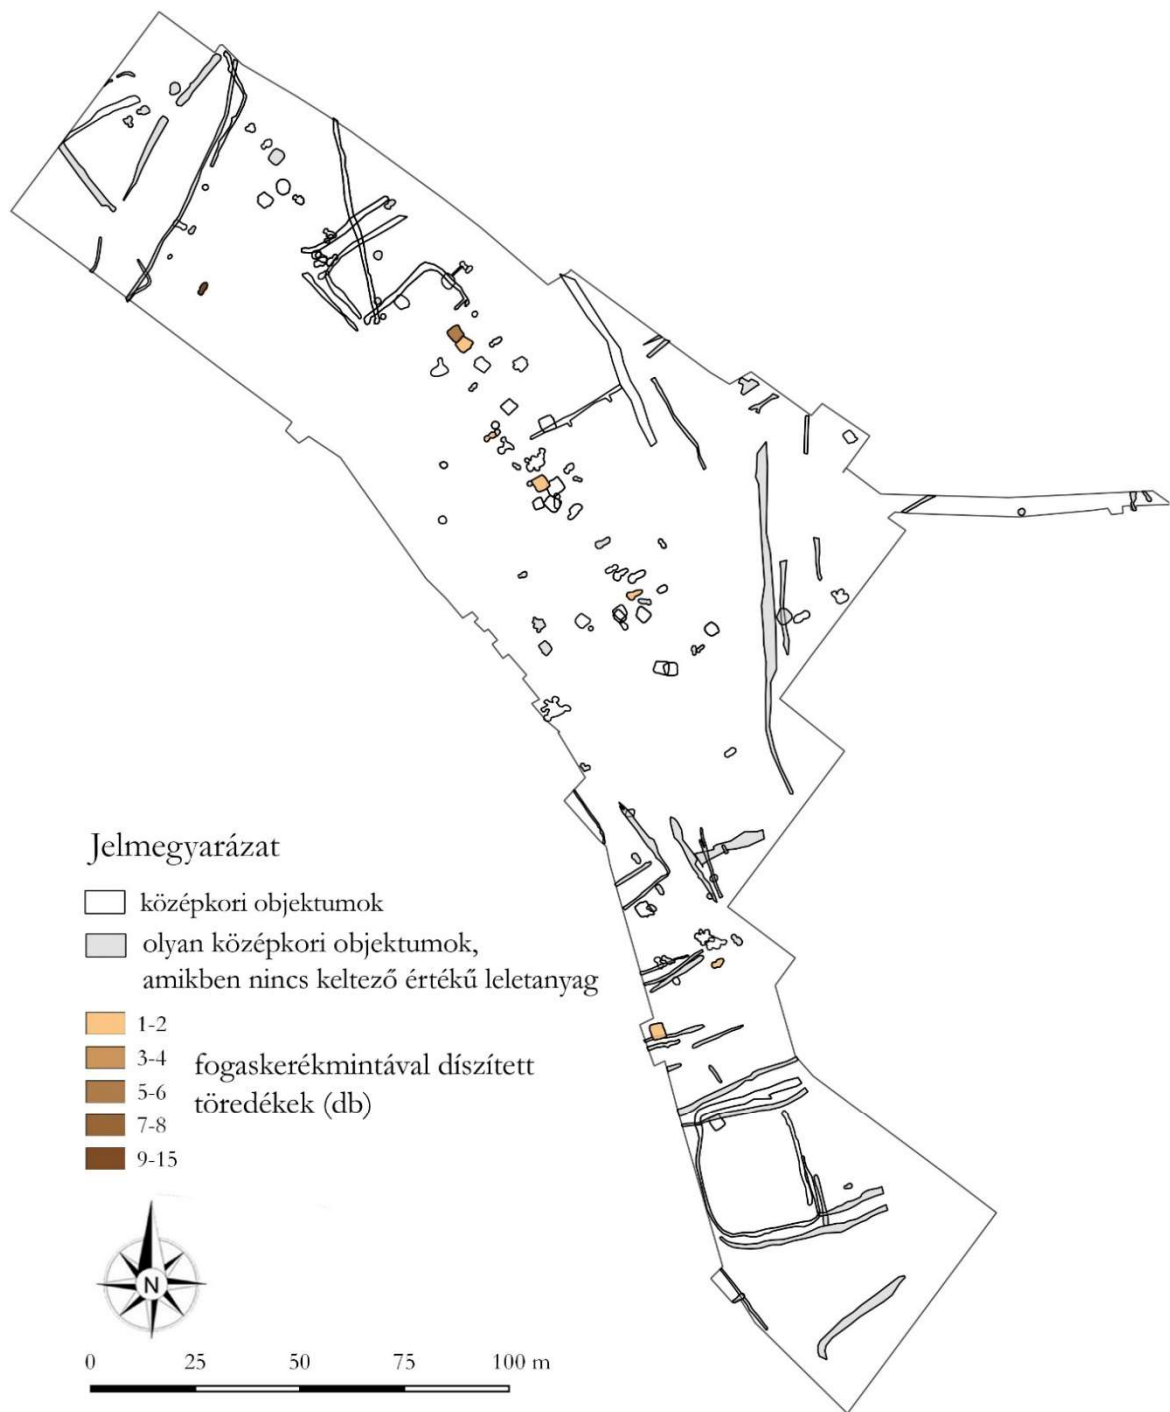 Jelmegyarázat
középkori objektumok
olyan középkori objektumok,
amikben nincs keltező értékű leletanyag
1-2
3-4
5-6
7-8
9-15
fogaskerékmintával díszített
töredékek (db)
N
0 25 50 75 100 m